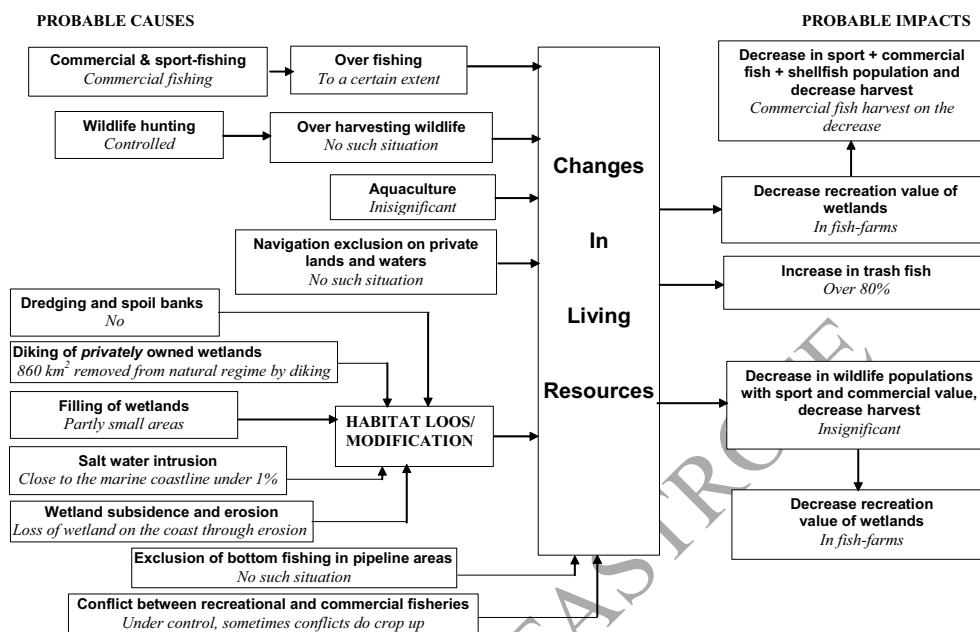 PROBABLE CAUSES
PROBABLE IMPACTS
Commercial & sport-fishing
Commercial fishing
Over fishing
To a certain extent
Wildlife hunting
Controlled
Over harvesting wildlife
No such situation
Aquaculture
Inisignificant
Navigation exclusion on private
lands and waters
No such situation
Dredging and spoil banks
No
Diking of privately owned wetlands
860 km² removed from natural regime by diking
Filling of wetlands
Partly small areas
Salt water intrusion
Close to the marine coastline under 1%
Wetland subsidence and erosion
Loss of wetland on the coast through erosion
HABITAT LOOS/
MODIFICATION
Exclusion of bottom fishing in pipeline areas
No such situation
Conflict between recreational and commercial fisheries
Under control, sometimes conflicts do crop up
Changes
In
Living
Resources
Decrease in sport + commercial
fish + shellfish population and
decrease harvest
Commercial fish harvest on the
decrease
Decrease recreation value of
wetlands
In fish-farms
Increase in trash fish
Over 80%
Decrease in wildlife populations
with sport and commercial value,
decrease harvest
Insignificant
Decrease recreation
value of wetlands
In fish-farms